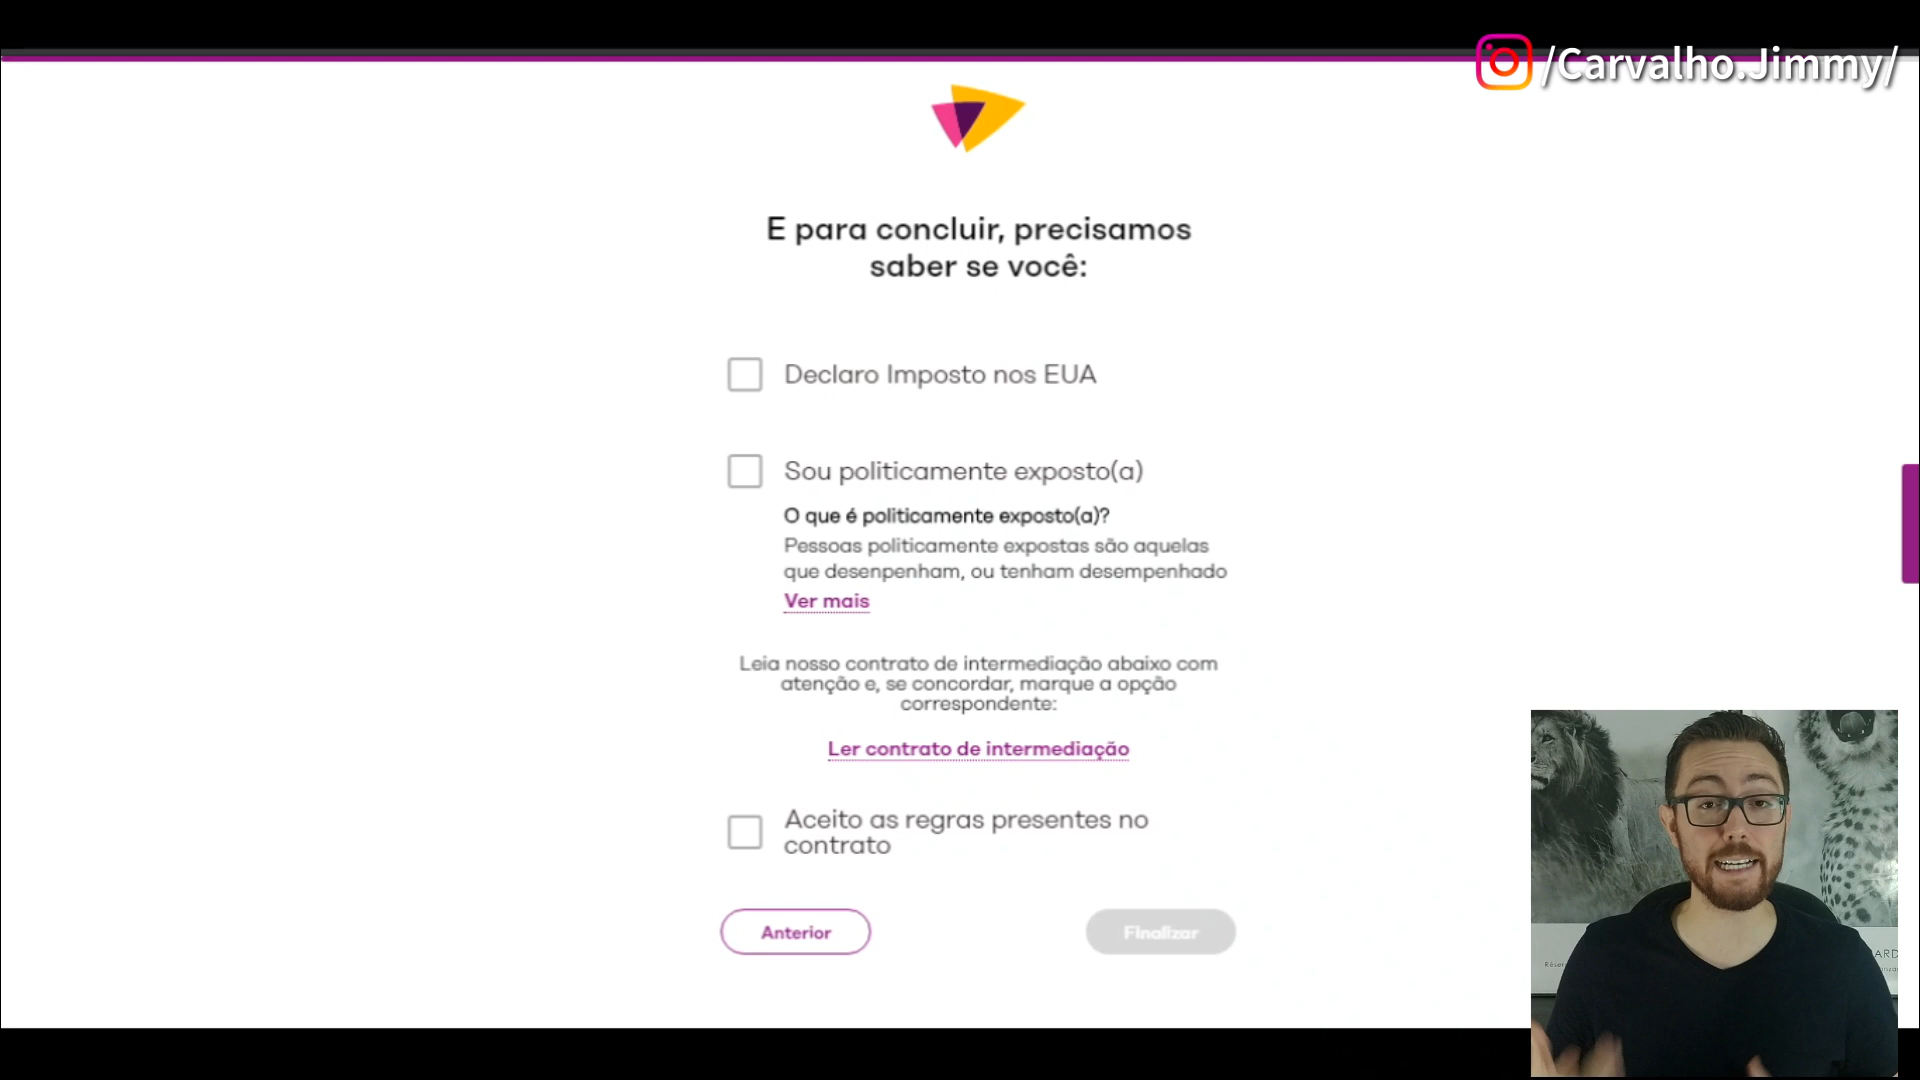 /Carvalho.Jimmy/
E para concluir, precisamos
saber se você:
Declaro Imposto nos EUA
Sou politicamente exposto(a)
O que é politicamente exposto(a)?
Pessoas politicamente expostas são aquelas
que desenpenham, ou tenham desempenhado
Ver mais
Leia nosso contrato de intermediação abaixo com
atenção e, se concordar, marque a opção
correspondente:
Ler contrato de intermediação
Aceito as regras presentes no
contrato
Anterior
Finalizar